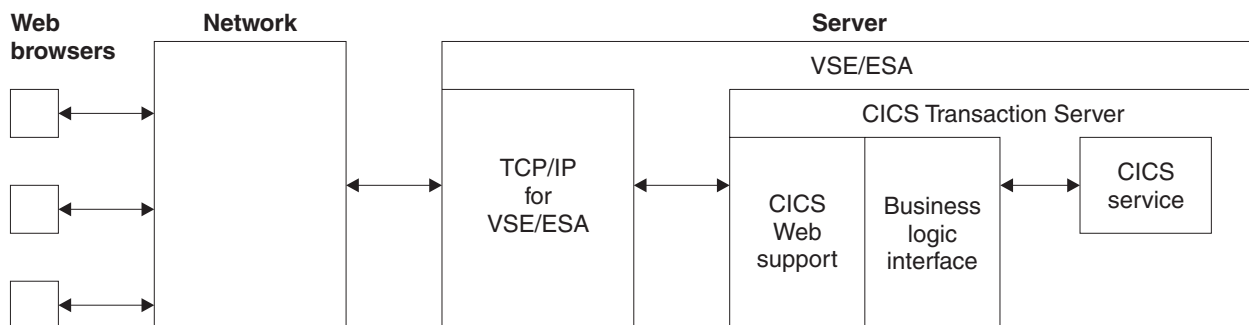 Web
browsers
Network
Server
VSE/ESA
CICS Transaction Server
TCP/IP
for
VSE/ESA
CICS
Web
support
Business
logic
interface
CICS
service